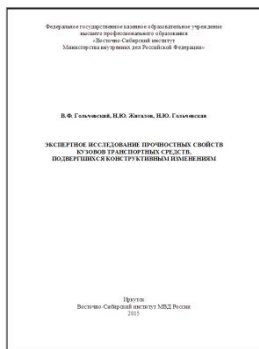 Федеральное государственное казенное образовательное учреждение
высшего профессионального образования
«Восточно-Сибирский институт
Министерства внутренних дел Российской Федерации»
В.Ф. Гольчевский, Н.Ю. Жигалов, Н.Ю. Гольчевская
ЭКСПЕРТНОЕ ИССЛЕДОВАНИЕ ПРОЧНОСТНЫХ СВОЙСТВ
КУЗОВОВ ТРАНСПОРТНЫХ СРЕДСТВ,
ПОДВЕРГШИХСЯ КОНСТРУКТИВНЫМ ИЗМЕНЕНИЯМ
Иркутск
Восточно-Сибирский институт МВД России
2015